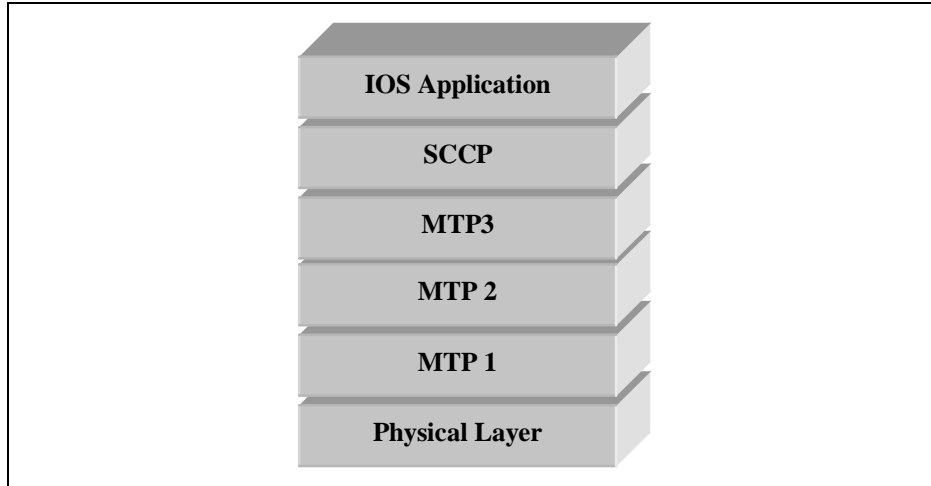 IOS Application
SCCP
MTP3
MTP 2
MTP 1
Physical Layer